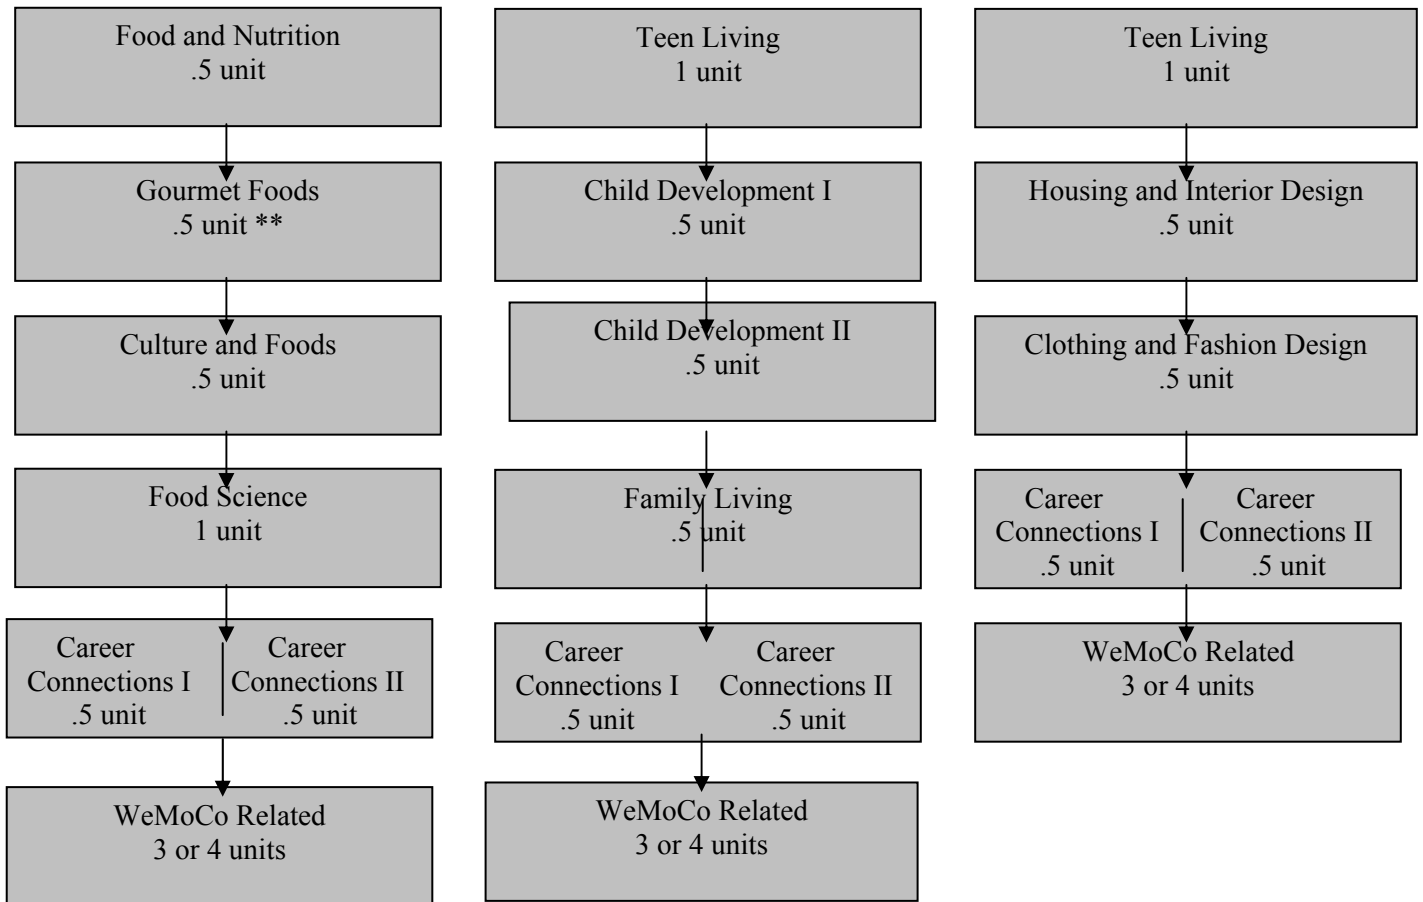 Food and Nutrition
.5 unit
Gourmet Foods
.5 unit **
Culture and Foods
.5 unit
Food Science
1 unit
Career
Connections I
.5 unit
Career
Connections II
.5 unit
WeMoCo Related
3 or 4 units
Teen Living
1 unit
Child Development I
.5 unit
Child Development II
.5 unit
Family Living
.5 unit
Career
Connections I
.5 unit
Career
Connections II
.5 unit
WeMoCo Related
3 or 4 units
Teen Living
1 unit
Housing and Interior Design
.5 unit
Clothing and Fashion Design
.5 unit
Career
Connections I
.5 unit
Career
Connections II
.5 unit
WeMoCo Related
3 or 4 units